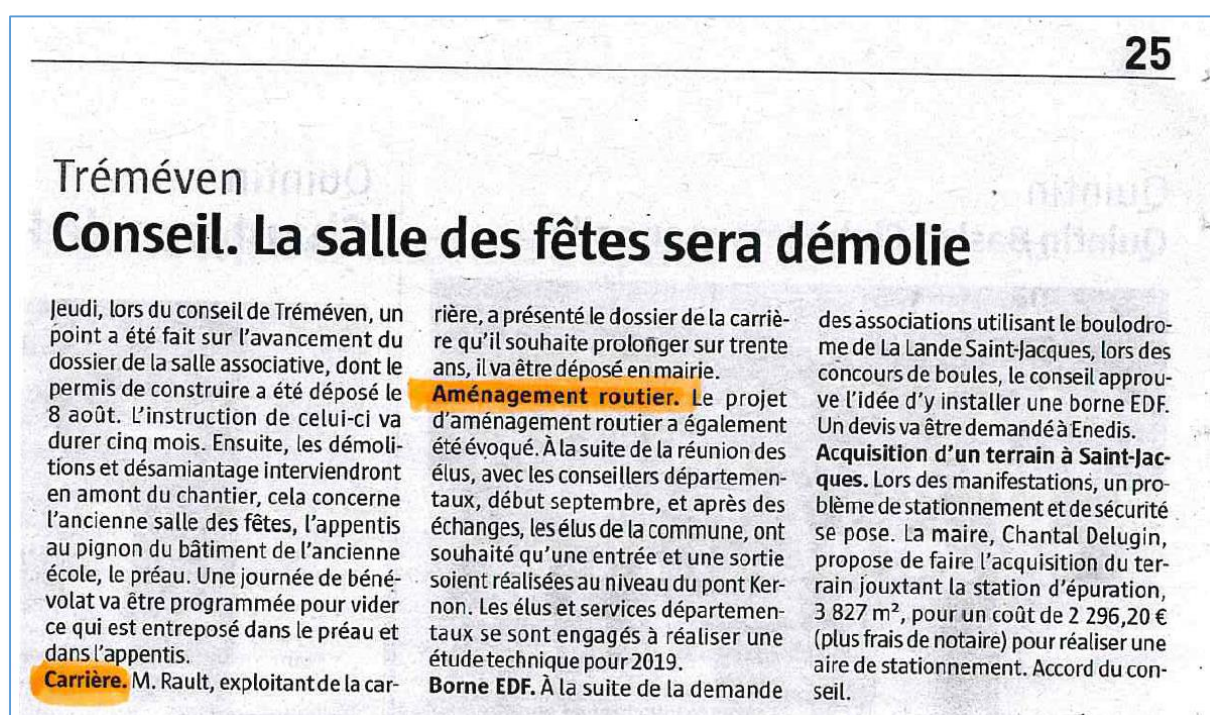 25
Tréméven
Conseil. La salle des fêtes sera démolie
Jeudi, lors du conseil de Tréméven, un
point a été fait sur l'avancement du
dossier de la salle associative, dont le
permis de construire a été déposé le
8 août. L'instruction de celui-ci va
durer cinq mois. Ensuite, les démoli-
tions et désamiantage interviendront
en amont du chantier, cela concerne
l'ancienne salle des fêtes, l'appentis
au pignon du bâtiment de l'ancienne
école, le préau. Une journée de béné-
volat va être programmée pour vider
ce qui est entreposé dans le préau et
dans l'appentis.
Carrière. M. Rault, exploitant de la car-
rière, a présenté le dossier de la carriè-
re qu'il souhaite prolonger sur trente
ans, il va être déposé en mairie.
Aménagement routier. Le projet
d'aménagement routier a également
été évoqué. À la suite de la réunion des
élus, avec les conseillers départemen-
taux, début septembre, et après des
échanges, les élus de la commune, ont
souhaité qu'une entrée et une sortie
soient réalisées au niveau du pont Ker-
non. Les élus et services départemen-
taux se sont engagés à réaliser une
étude technique pour 2019.
Borne EDF. À la suite de la demande
des associations utilisant le boulodro-
me de La Lande Saint-Jacques, lors des
concours de boules, le conseil approu-
ve l'idée d'y installer une borne EDF.
Un devis va être demandé à Enedis.
Acquisition d'un terrain à Saint-Jac-
ques. Lors des manifestations, un pro-
blème de stationnement et de sécurité
se pose. La maire, Chantal Delugin,
propose de faire l'acquisition du ter-
rain jouxtant la station d'épuration,
3 827 m², pour un coût de 2 296,20 €
(plus frais de notaire) pour réaliser une
aire de stationnement. Accord du con-
seil.